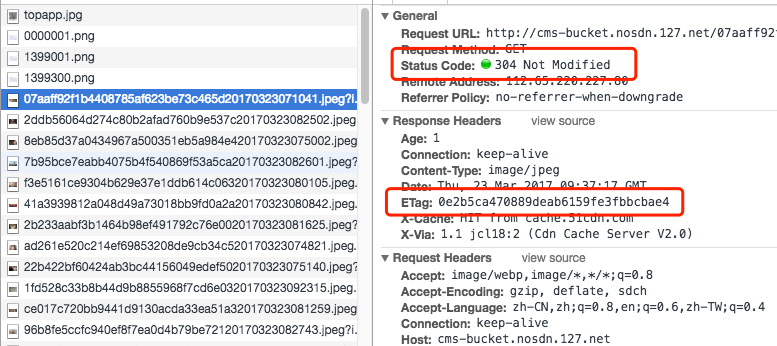 topapp.jpg
0000001.png
1399001.png
1399300.png
07aaff92f1b4408785af623be73c465d20170323071041.jpeg?i...
2ddb56064d274c80b2afad760b9e537c20170323082502.jpeg
8eb85d37a0434967a500351eb5a984e420170323075002.jpeg
7b95bce7eabb4075b4f540869f53a5ca20170323082601.jpeg?
f3e5161ce9304b629e37e1ddb614c06320170323080105.jpeg
41a3939812a048d49a73018bb9fd0a2a20170323080842.jpeg
2b233aabf3b1464b98ef491792c76e0020170323081625.jpeg
ad261e520c214ef69853208de9cb34c520170323074821.jpeg
22b422bf60424ab3bc44156049edef5020170323075140.jpeg?
1fd528c33b8b44d9b8855968f7cd6e0320170323092315.jpeg
ce017c720bb9441d9130acda33ea51a320170323081259.jpeg
96b8fe5ccfc940ef8f7ea0d4b79be72120170323082743.jpeg?i
General
Request URL: http://cms-bucket.nosdn.127.net/07aaff92f
Request Method: GET
Status Code: 304 Not Modified
Remote Address: 112.65.220.227:80
Referrer Policy: no-referrer-when-downgrade
Response Headers view source
Age: 1
Connection: keep-alive
Content-Type: image/jpeg
Date: Thu, 23 Mar 2017 09:37:17 GMT
ETag: 0e2b5ca470889deab6159fe3fbbcbae4
X-Cache: HIT from cache.51cdn.com
X-Via: 1.1 jcl18:2 (Cdn Cache Server V2.0)
Request Headers view source
Accept: image/webp,image/*,*/*;q=0.8
Accept-Encoding: gzip, deflate, sdch
Accept-Language: zh-CN,zh;q=0.8,en;q=0.6,zh-TW;q=0.4
Connection: keep-alive
Host: cms-bucket.nosdn.127.net